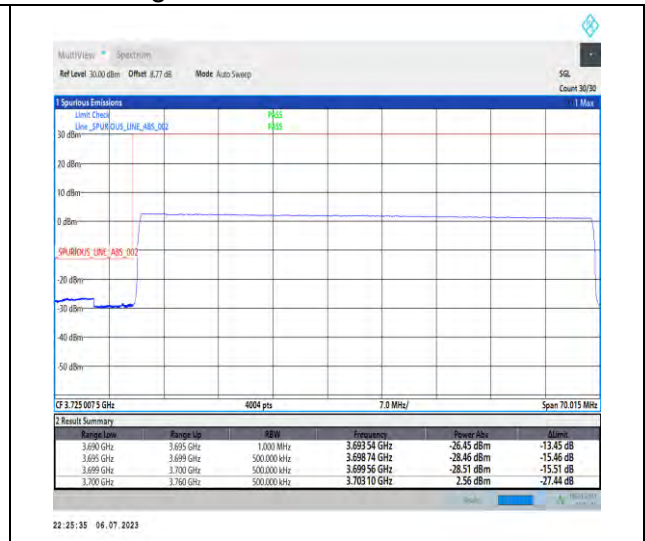 MultiView Spectrum
Ref Level 30.00 dBm Offset 8.77 dB Mode Auto Sweep SGL
Count 30/30
1 Spurious Emissions 1 Max
Limit Check PASS
Line _SPURIOUS_LINE_ABS_002 PASS
30 dBm
20 dBm
10 dBm
0 dBm
SPURIOUS_LINE_ABS_002
-20 dBm
-30 dBm
-40 dBm
-50 dBm
CF 3.725 007 5 GHz 4004 pts 7.0 MHz/ Span 70.015 MHz
2 Result Summary
Range Low Range Up RBW Frequency Power Abs ΔLimit
3.690 GHz 3.695 GHz 1.000 MHz 3.693 54 GHz -26.45 dBm -13.45 dB
3.695 GHz 3.699 GHz 500.000 kHz 3.698 74 GHz -28.46 dBm -15.46 dB
3.699 GHz 3.700 GHz 500.000 kHz 3.699 56 GHz -28.51 dBm -15.51 dB
3.700 GHz 3.760 GHz 500.000 kHz 3.703 10 GHz 2.56 dBm -27.44 dB
22:25:35 06.07.2023